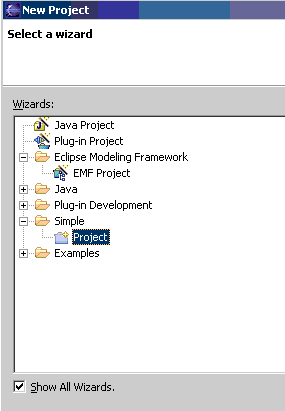 New Project
Select a wizard
Wizards:
Java Project
Plug-in Project
Eclipse Modeling Framework
EMF Project
Java
Plug-in Development
Simple
Project
Examples
Show All Wizards.